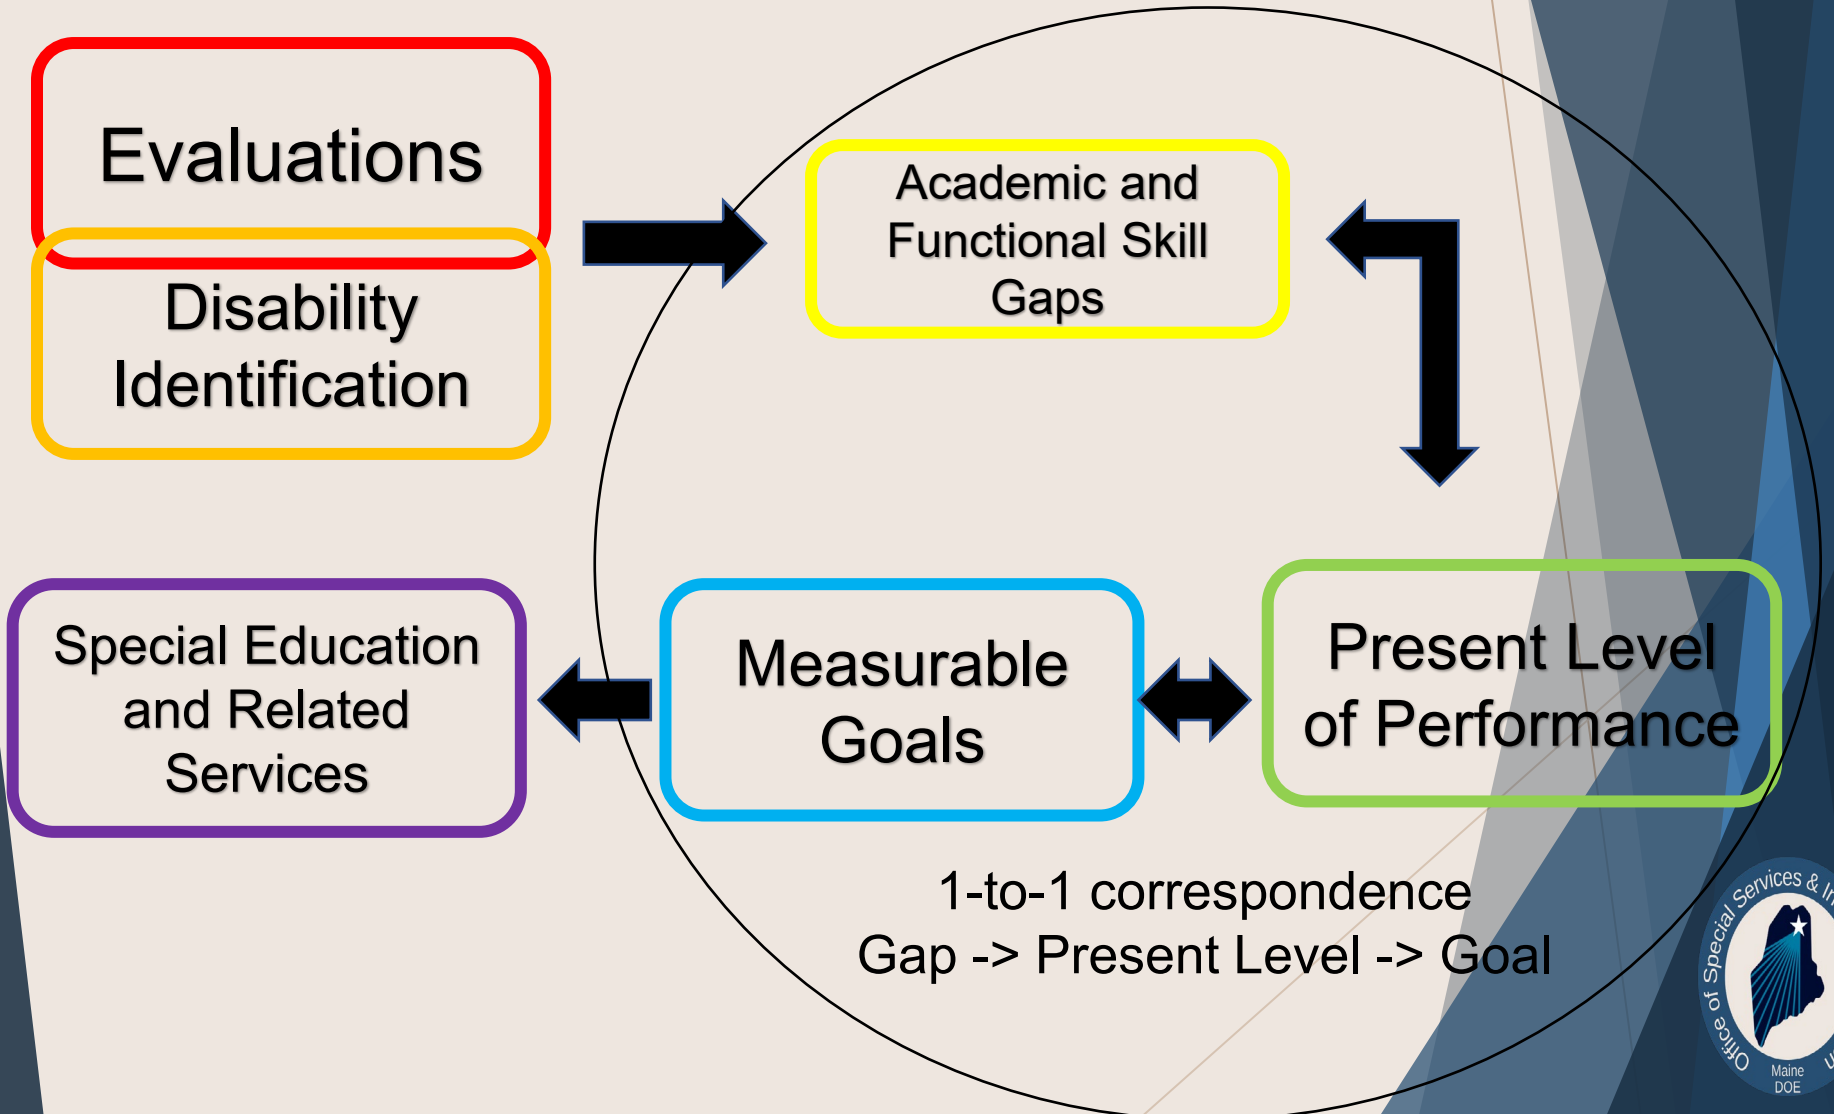 Evaluations
Disability
Identification
Academic and
Functional Skill
Gaps
Special Education
and Related
Services
Measurable
Goals
Present Level
of Performance
1-to-1 correspondence
Gap -> Present Level -> Goal
Office of Special Services &
Maine
DOE